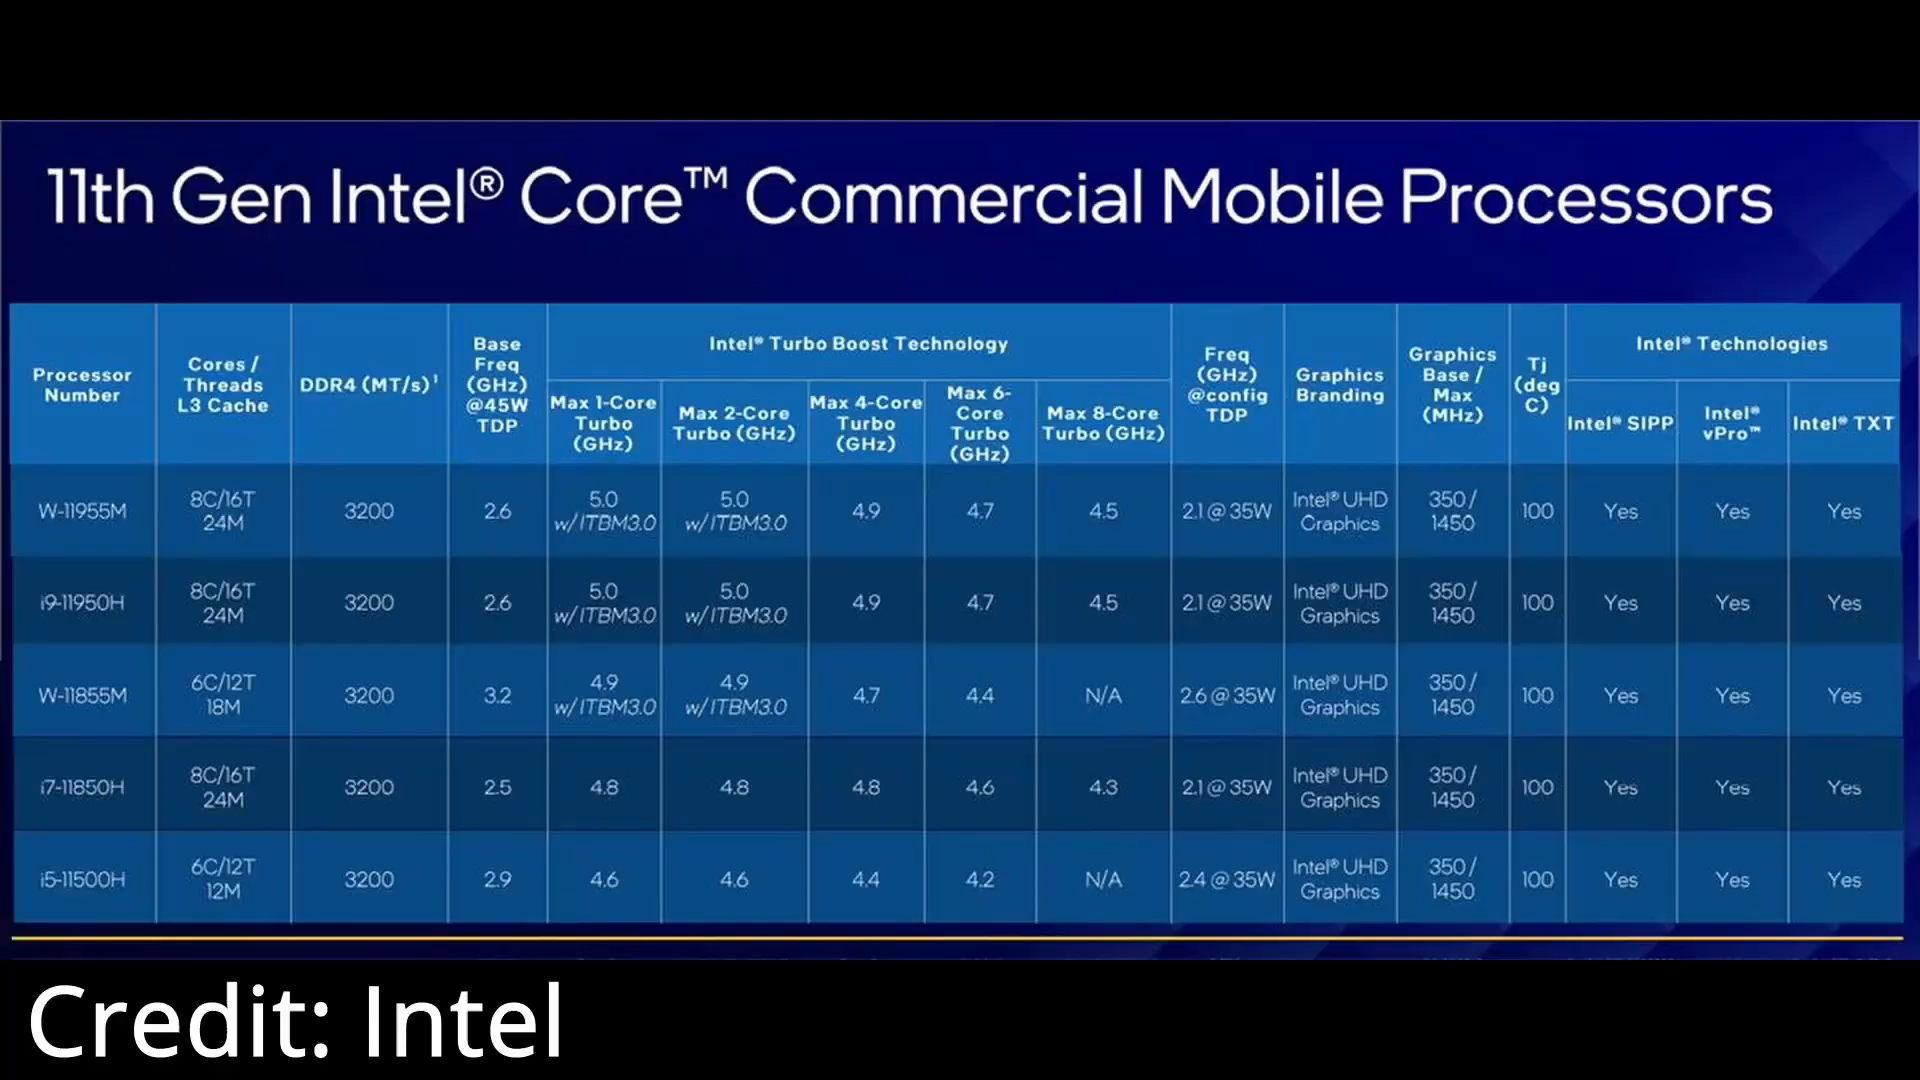 11th Gen Intel® Core™ Commercial Mobile Processors
Processor
Number
Cores /
Threads
L3 Cache
DDR4 (MT/s)¹
Base
Freq
(GHz)
@45W
TDP
Intel® Turbo Boost Technology
Max 1-Core
Turbo
(GHz)
Max 2-Core
Turbo (GHz)
Max 4-Core
Turbo
(GHz)
Max 6-
Core
Turbo
(GHz)
Max 8-Core
Turbo (GHz)
Freq
(GHz)
@config
TDP
Graphics
Branding
Graphics
Base /
Max
(MHz)
Tj
(deg
C)
Intel® Technologies
Intel® SIPP
Intel®
vPro™
Intel® TXT
W-11955M
8C/16T
24M
3200
2.6
5.0
w/ITBM3.0
5.0
w/ITBM3.0
4.9
4.7
4.5
2.1 @ 35W
Intel® UHD
Graphics
350 /
1450
100
Yes
Yes
Yes
i9-11950H
8C/16T
24M
3200
2.6
5.0
w/ITBM3.0
5.0
w/ITBM3.0
4.9
4.7
4.5
2.1 @ 35W
Intel® UHD
Graphics
350 /
1450
100
Yes
Yes
Yes
W-11855M
6C/12T
18M
3200
3.2
4.9
w/ITBM3.0
4.9
w/ITBM3.0
4.7
4.4
N/A
2.6 @ 35W
Intel® UHD
Graphics
350 /
1450
100
Yes
Yes
Yes
i7-11850H
8C/16T
24M
3200
2.5
4.8
4.8
4.8
4.6
4.3
2.1 @ 35W
Intel® UHD
Graphics
350 /
1450
100
Yes
Yes
Yes
i5-11500H
6C/12T
12M
3200
2.9
4.6
4.6
4.4
4.2
N/A
2.4 @ 35W
Intel® UHD
Graphics
350 /
1450
100
Yes
Yes
Yes
Credit: Intel